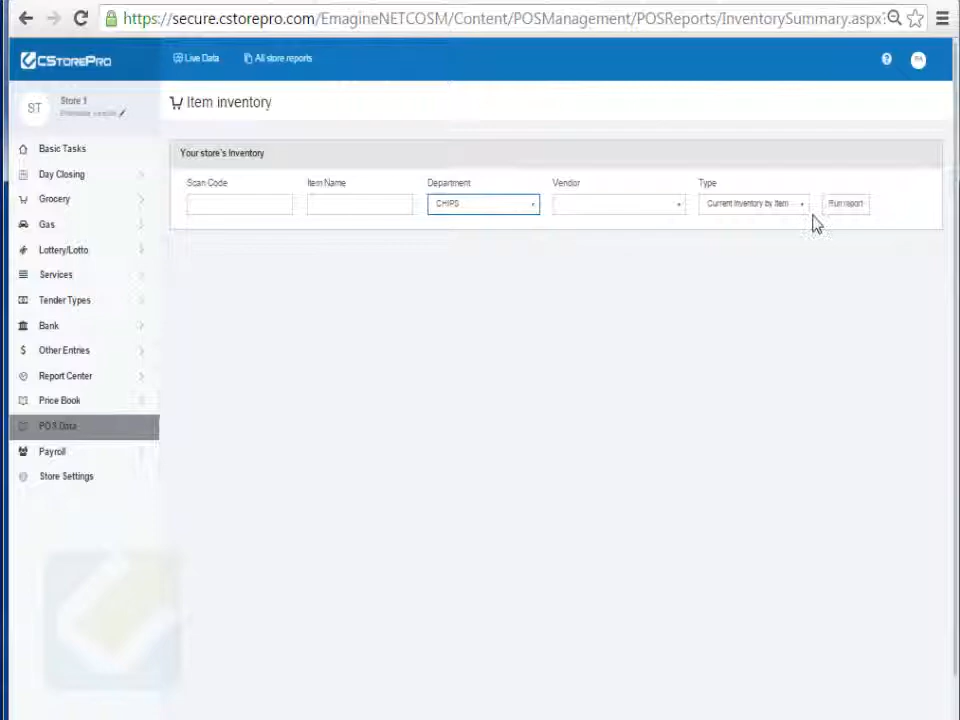 https://secure.cstorepro.com/EmagineNETCOSM/Content/POSManagement/POSReports/InventorySummary.aspx
CSTOREPRO
Live Data
All store reports
?
ST
Store 1
Item inventory
Basic Tasks
Day Closing
Grocery
Gas
Lottery/Lotto
Services
Tender Types
Bank
Other Entries
Report Center
Price Book
POS Data
Payroll
Store Settings
Your store's Inventory
Scan Code
Item Name
Department
Vendor
Type
CHIPS
Current Inventory by Item
Run report